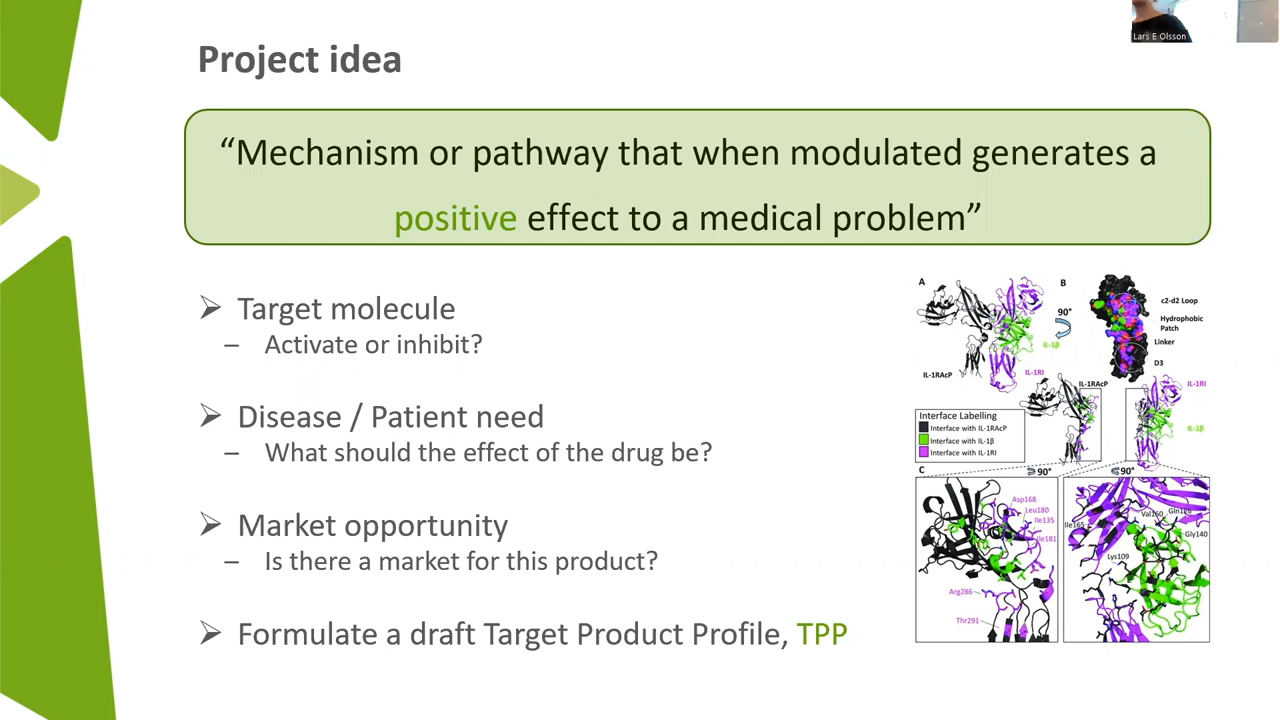 Lars E Olsson
Project idea
“Mechanism or pathway that when modulated generates a
positive effect to a medical problem”
➢ Target molecule
– Activate or inhibit?
➢ Disease / Patient need
– What should the effect of the drug be?
➢ Market opportunity
– Is there a market for this product?
➢ Formulate a draft Target Product Profile, TPP
A
B
90°
c2-d2 Loop
Hydrophobic
Patch
Linker
D3
IL-1β
IL-1RAcP
IL-1RI
IL-1RAcP
IL-1RI
IL-1β
Interface Labelling
Interface with IL-1RAcP
Interface with IL-1β
Interface with IL-1RI
C
90°
90°
Asp168
Leu180
Ile135
Ile181
Arg286
Thr291
Ile165
Val160
Gly140
Lys109